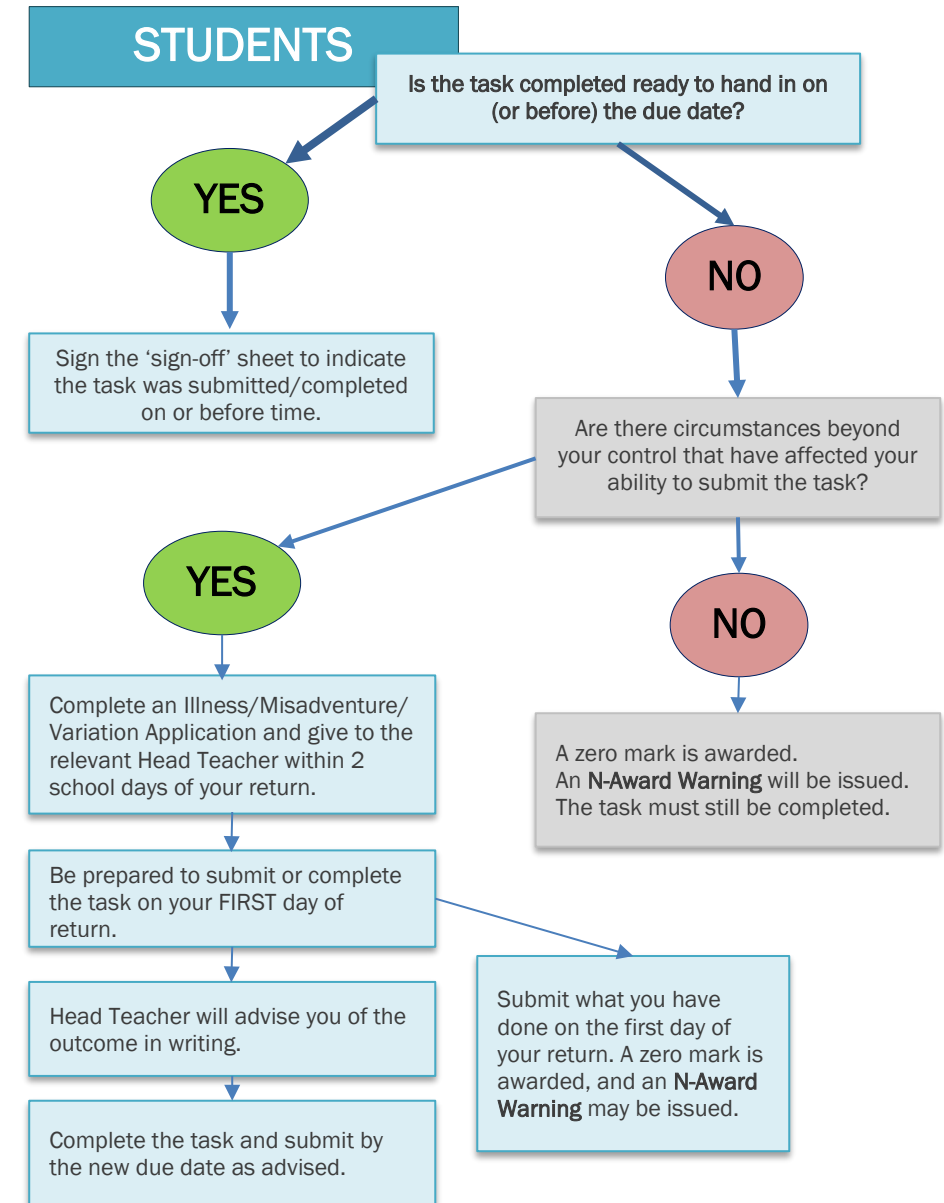 STUDENTS
Is the task completed ready to hand in on
(or before) the due date?
YES
NO
Sign the ‘sign-off’ sheet to indicate
the task was submitted/completed
on or before time.
Are there circumstances beyond
your control that have affected your
ability to submit the task?
YES
NO
Complete an Illness/Misadventure/
Variation Application and give to the
relevant Head Teacher within 2
school days of your return.
A zero mark is awarded.
An N-Award Warning will be issued.
The task must still be completed.
Be prepared to submit or complete
the task on your FIRST day of
return.
Head Teacher will advise you of the
outcome in writing.
Submit what you have
done on the first day of
your return. A zero mark is
awarded, and an N-Award
Warning may be issued.
Complete the task and submit by
the new due date as advised.